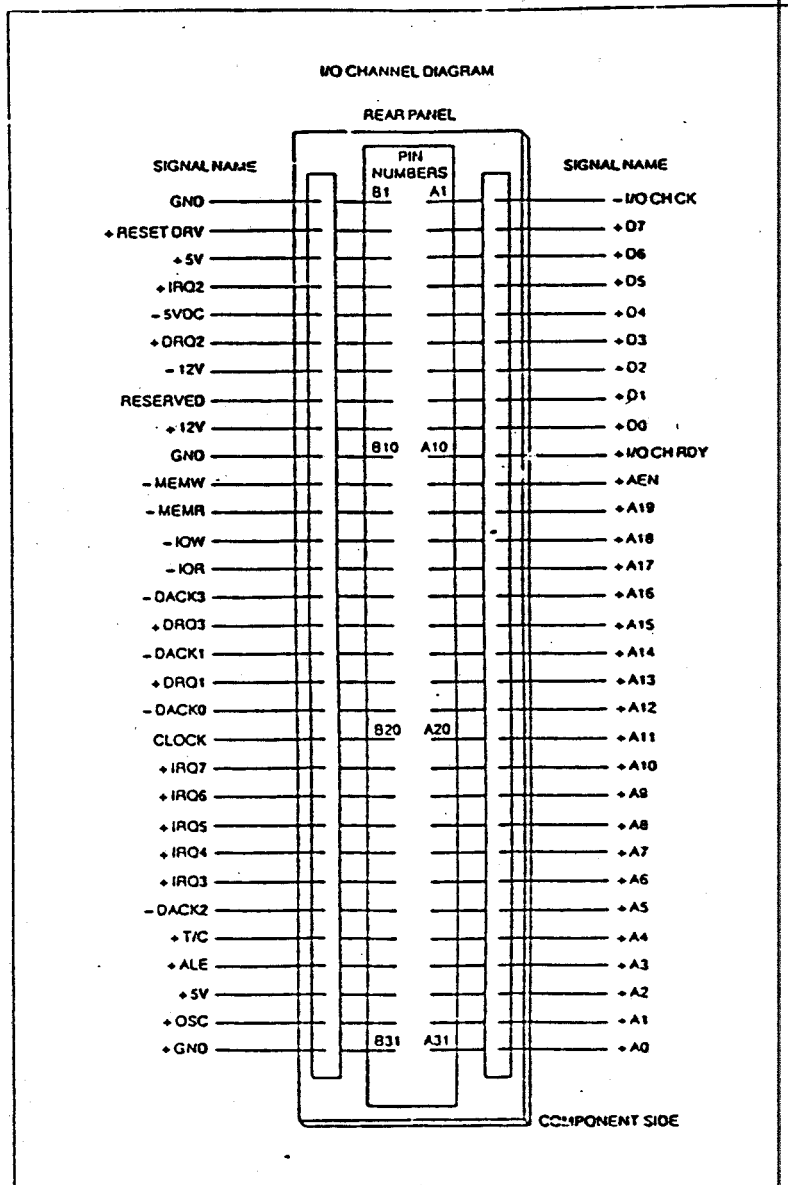 I/O CHANNEL DIAGRAM
REAR PANEL
SIGNAL NAME
PIN
NUMBERS
SIGNAL NAME
B1 A1
GND
-I/O CH CK
+RESET DRV
+D7
+5V
+D6
+IRQ2
+D5
-5VDC
+D4
+DRQ2
+D3
-12V
+D2
RESERVED
+D1
+12V
+D0
GND
B10 A10
+I/O CH RDY
-MEMW
+AEN
-MEMR
+A19
-IOW
+A18
-IOR
+A17
-DACK3
+A16
+DRQ3
+A15
-DACK1
+A14
+DRQ1
+A13
-DACK0
+A12
CLOCK
B20 A20
+A11
+IRQ7
+A10
+IRQ6
+A9
+IRQ5
+A8
+IRQ4
+A7
+IRQ3
+A6
-DACK2
+A5
+T/C
+A4
+ALE
+A3
+5V
+A2
+OSC
+A1
+GND
B31 A31
+A0
COMPONENT SIDE